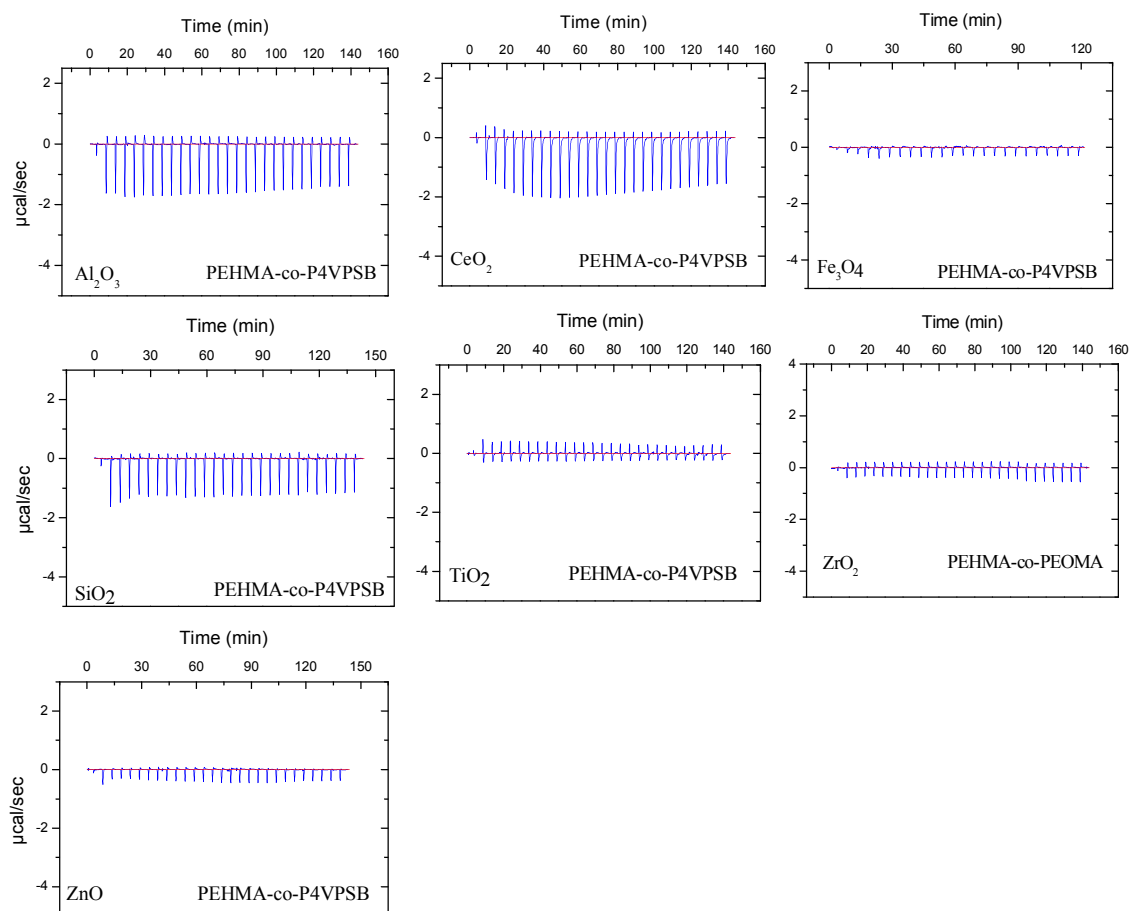 Time (min)
0 20 40 60 80 100 120 140 160
2
0
-2
-4
µcal/sec
Al₂O₃
PEHMA-co-P4VPSB
Time (min)
0 20 40 60 80 100 120 140 160
2
0
-2
-4
CeO₂
PEHMA-co-P4VPSB
Time (min)
0 30 60 90 120
2
0
-2
-4
Fe₃O4
PEHMA-co-P4VPSB
Time (min)
0 30 60 90 120 150
2
0
-2
-4
µcal/sec
SiO2
PEHMA-co-P4VPSB
Time (min)
0 20 40 60 80 100 120 140 160
2
0
-2
-4
TiO2
PEHMA-co-P4VPSB
Time (min)
0 20 40 60 80 100 120 140 160
4
2
0
-2
-4
ZrO₂
PEHMA-co-PEOMA
Time (min)
0 30 60 90 120 150
2
0
-2
-4
µcal/sec
ZnO
PEHMA-co-P4VPSB